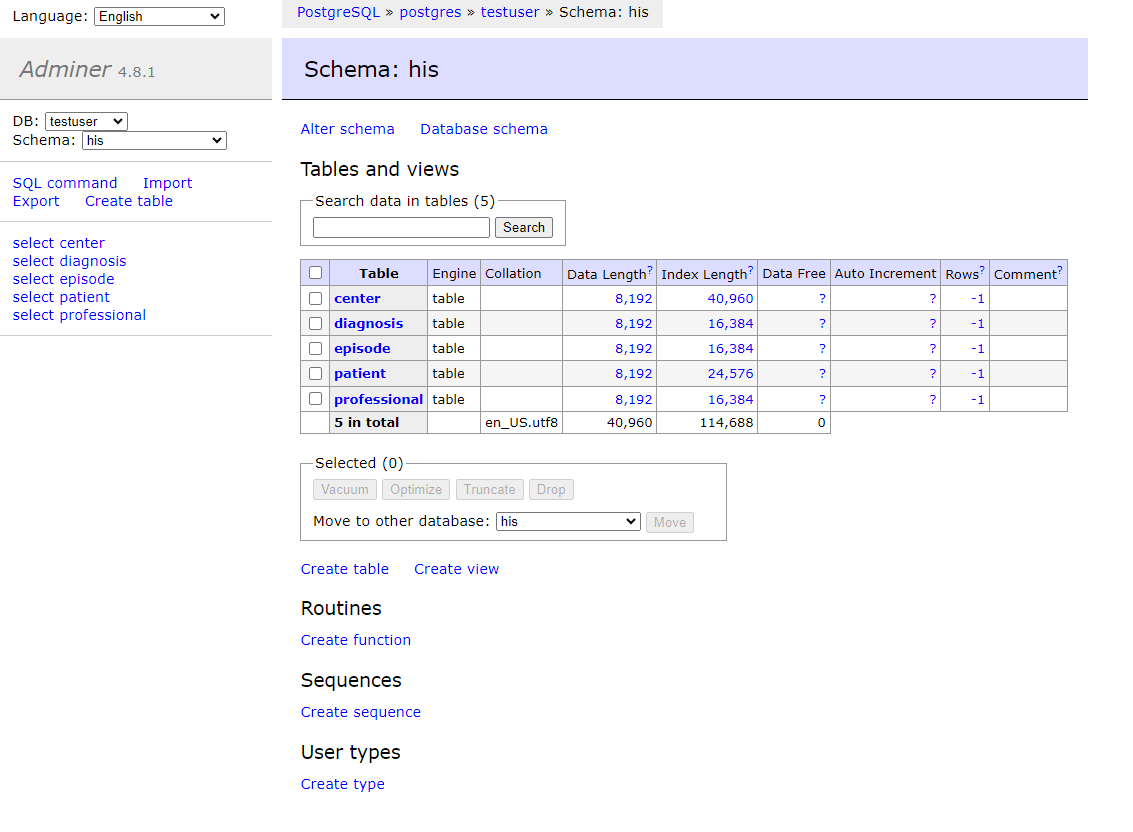 Language: English
Adminer 4.8.1
DB: testuser
Schema: his
SQL command Import
Export Create table
select center
select diagnosis
select episode
select patient
select professional
PostgreSQL » postgres » testuser » Schema: his
Schema: his
Alter schema Database schema
Tables and views
Search data in tables (5)
Search
Table Engine Collation Data Length? Index Length? Data Free Auto Increment Rows? Comment?
center table 8,192 40,960 ? ? -1
diagnosis table 8,192 16,384 ? ? -1
episode table 8,192 16,384 ? ? -1
patient table 8,192 24,576 ? ? -1
professional table 8,192 16,384 ? ? -1
5 in total en_US.utf8 40,960 114,688 0
Selected (0)
Vacuum Optimize Truncate Drop
Move to other database: his Move
Create table Create view
Routines
Create function
Sequences
Create sequence
User types
Create type